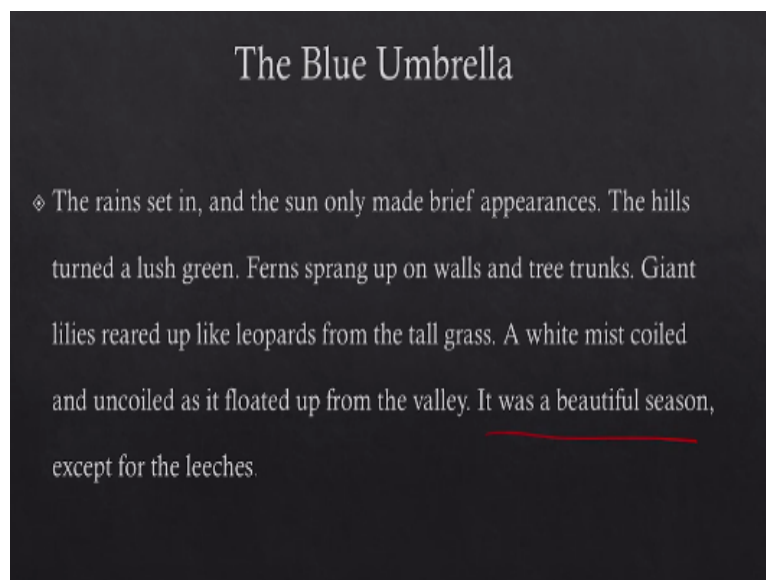 The Blue Umbrella
The rains set in, and the sun only made brief appearances. The hills
turned a lush green. Ferns sprang up on walls and tree trunks. Giant
lilies reared up like leopards from the tall grass. A white mist coiled
and uncoiled as it floated up from the valley. It was a beautiful season,
except for the leeches.